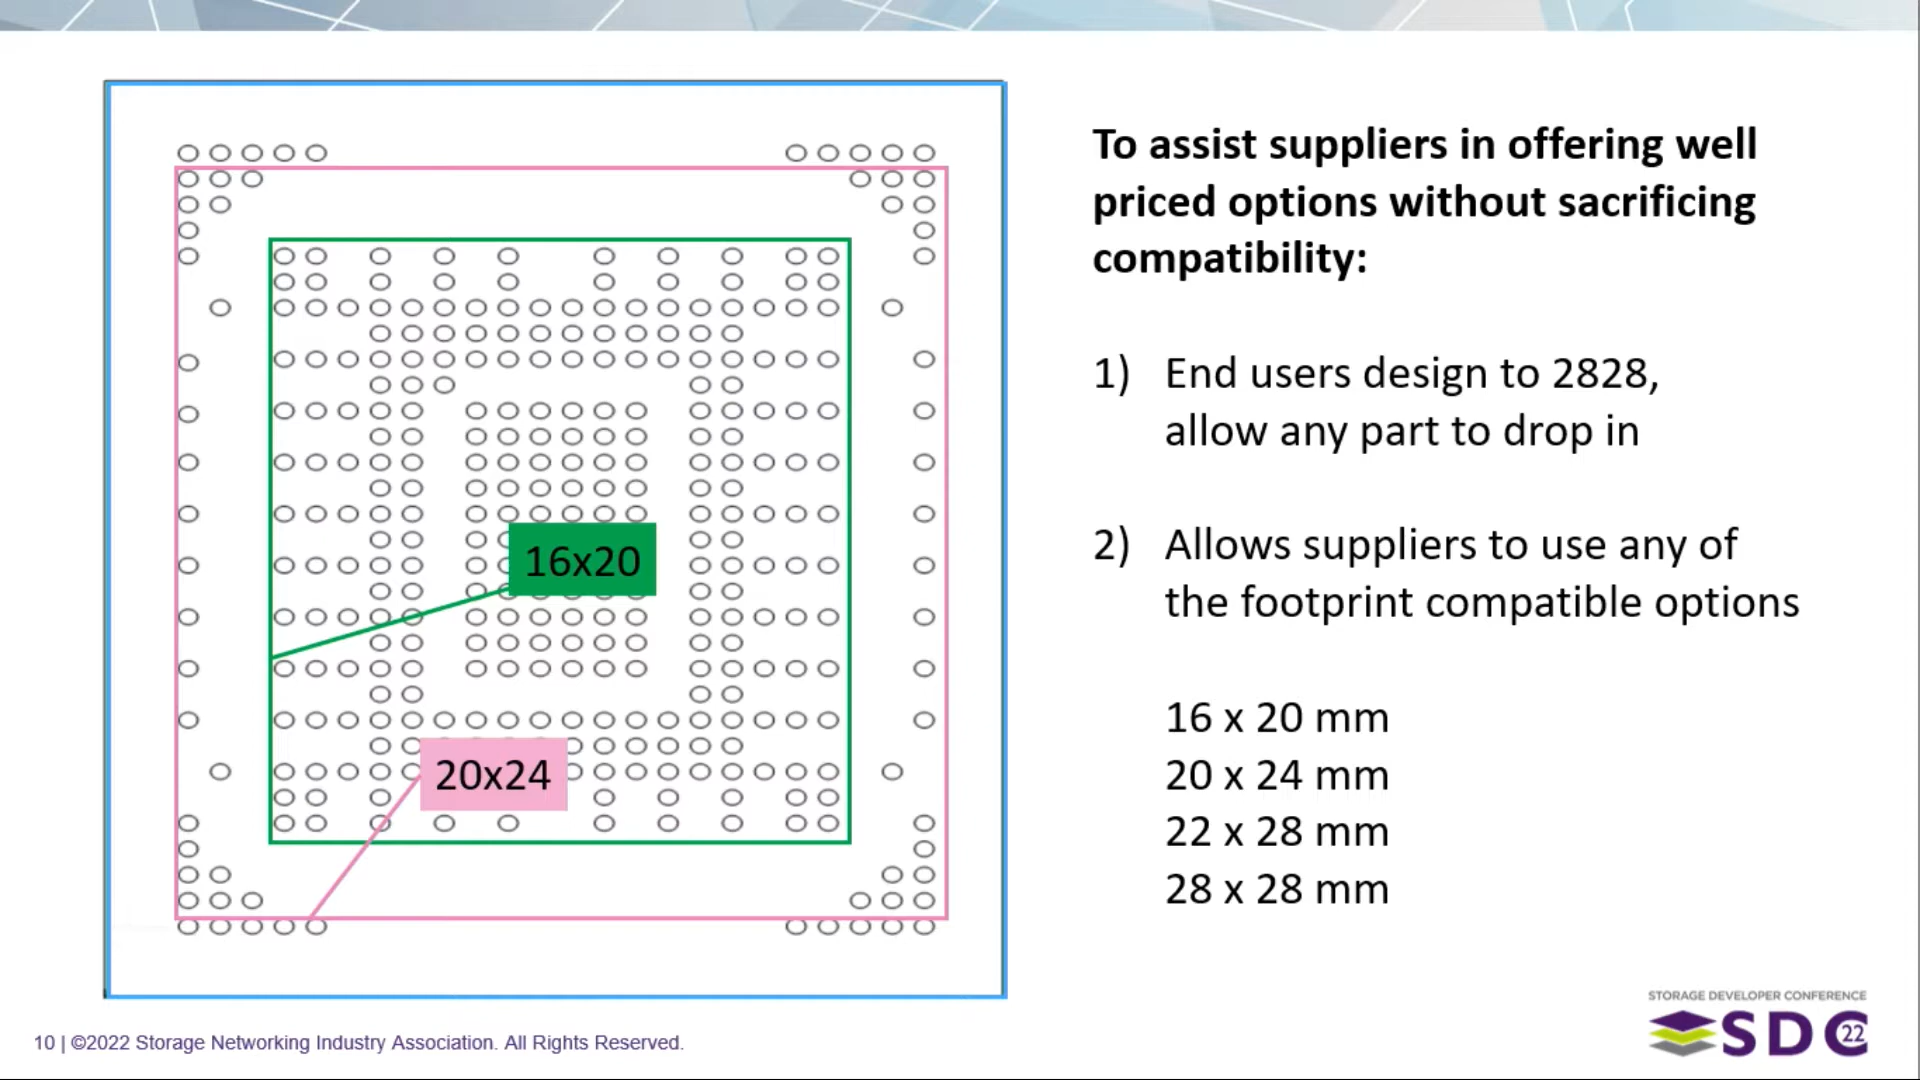 To assist suppliers in offering well
priced options without sacrificing
compatibility:
1) End users design to 2828,
allow any part to drop in
2) Allows suppliers to use any of
the footprint compatible options
16 x 20 mm
20 x 24 mm
22 x 28 mm
28 x 28 mm
16x20
20x24
10 | ©2022 Storage Networking Industry Association. All Rights Reserved.
STORAGE DEVELOPER CONFERENCE
SDC 22